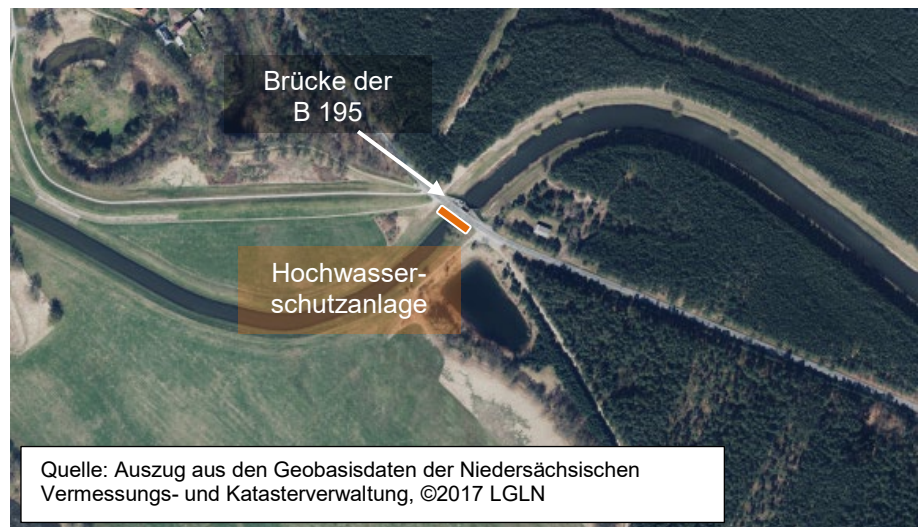 Brücke der
B 195
Hochwasser-
schutzanlage
Quelle: Auszug aus den Geobasisdaten der Niedersächsischen
Vermessungs- und Katasterverwaltung, ©2017 LGLN